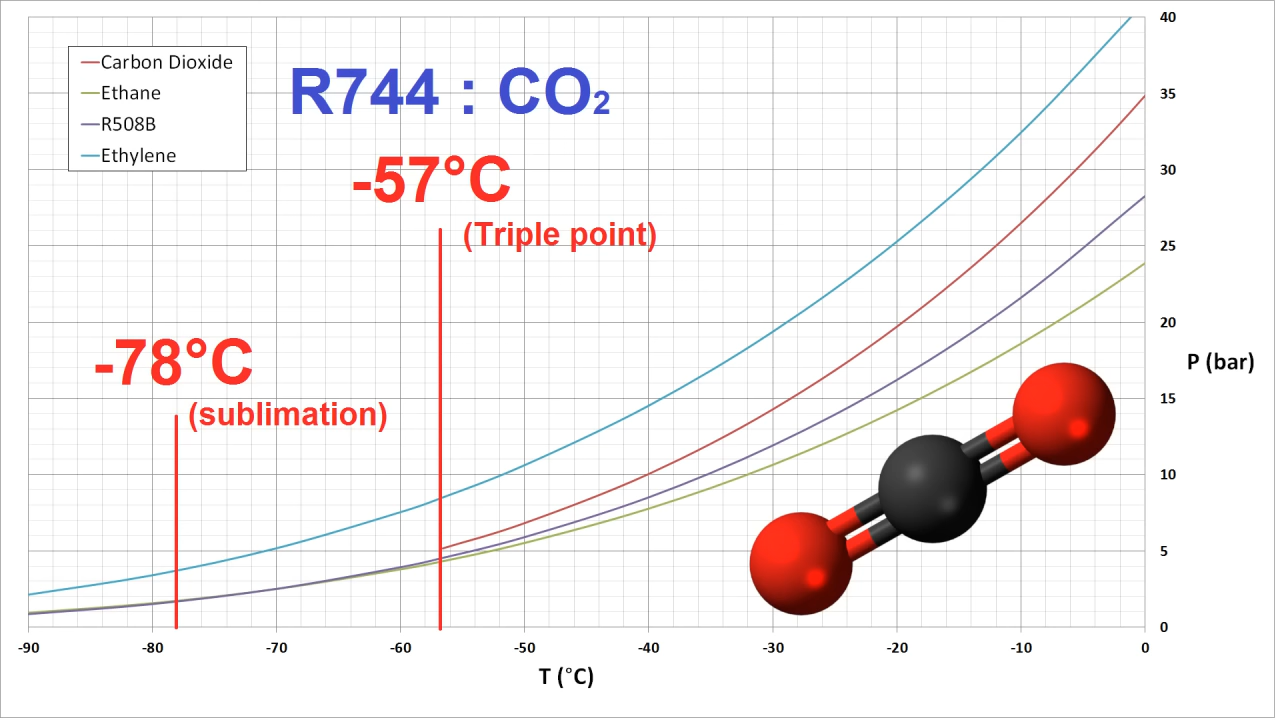 Carbon Dioxide
Ethane
R508B
Ethylene
R744 : CO₂
-57°C
(Triple point)
-78°C
(sublimation)
40
35
30
25
20
15
10
5
0
P (bar)
-90 -80 -70 -60 -50 -40 -30 -20 -10 0
T (°C)